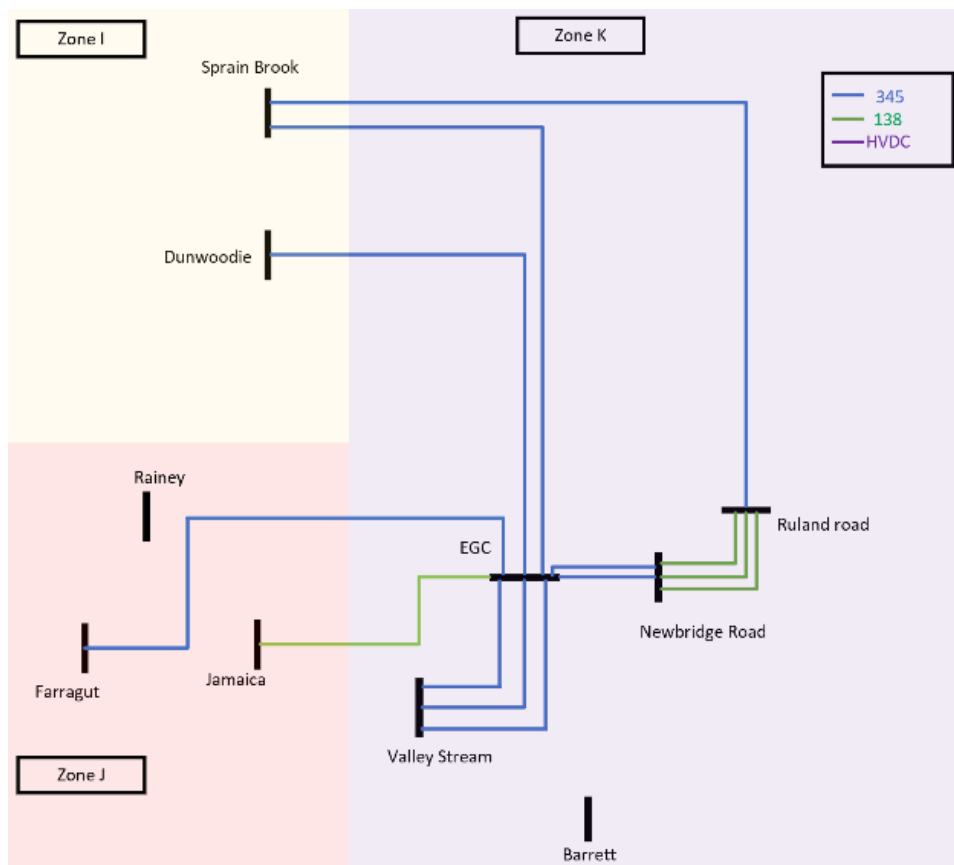 Zone I
Zone K
Sprain Brook
345
138
HVDC
Dunwoodie
Rainey
Ruland road
EGC
Newbridge Road
Jamaica
Farragut
Valley Stream
Zone J
Barrett